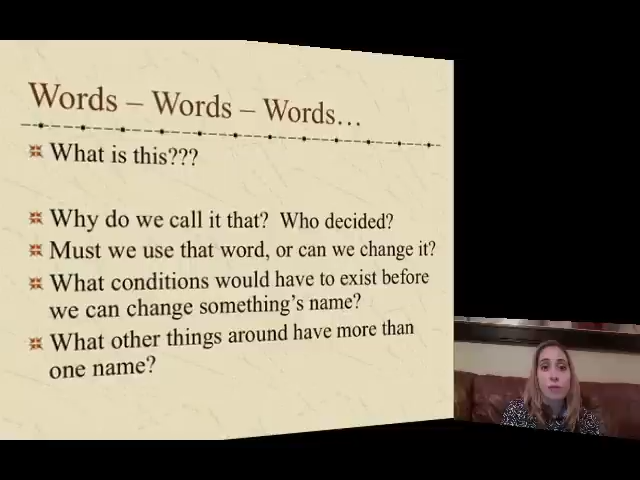 Words – Words – Words…
What is this???
Why do we call it that?  Who decided?
Must we use that word, or can we change it?
What conditions would have to exist before
we can change something's name?
What other things around have more than
one name?